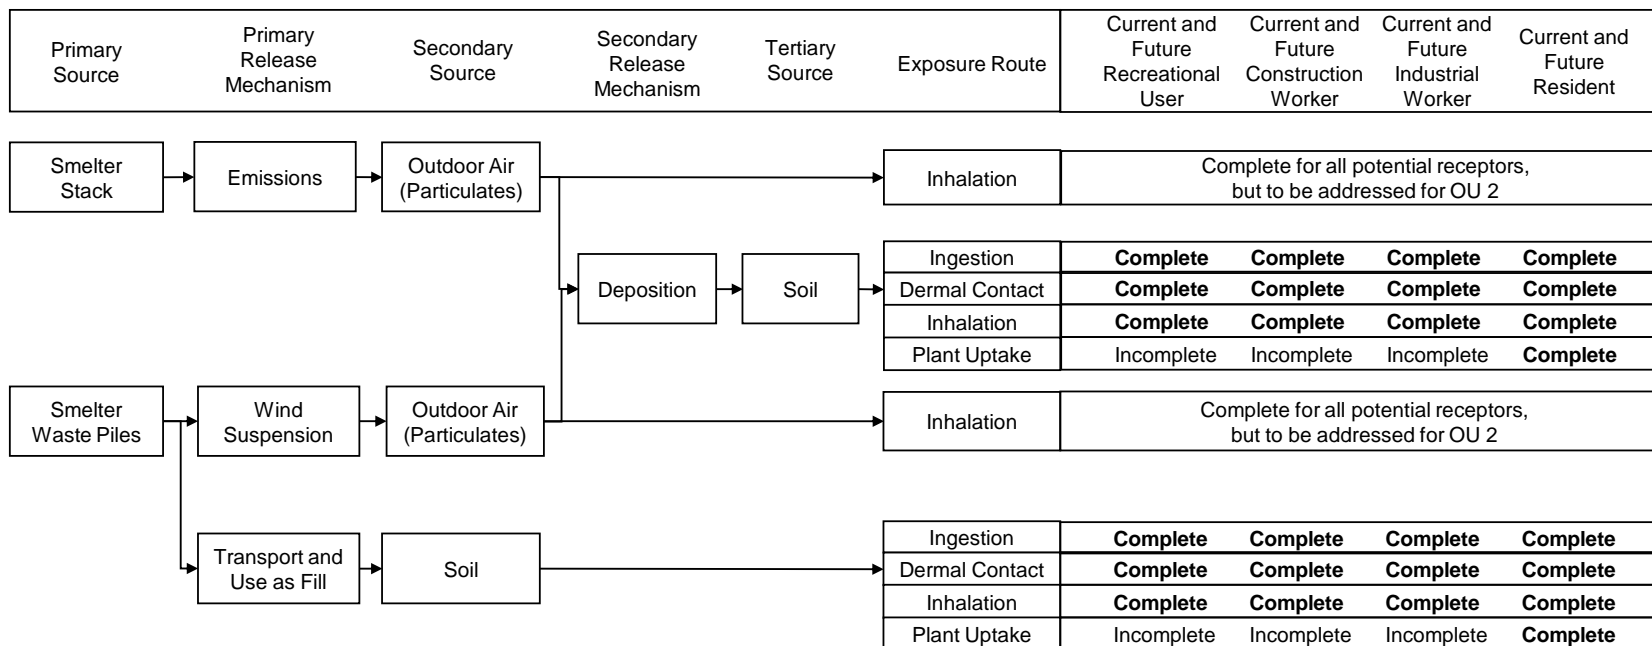 Primary
Source
Primary
Release
Mechanism
Secondary
Source
Secondary
Release
Mechanism
Tertiary
Source
Exposure Route
Current and
Future
Recreational
User
Current and
Future
Construction
Worker
Current and
Future
Industrial
Worker
Current and
Future
Resident
Smelter
Stack
Emissions
Outdoor Air
(Particulates)
Inhalation
Complete for all potential receptors,
but to be addressed for OU 2
Deposition
Soil
Ingestion Complete Complete Complete Complete
Dermal Contact Complete Complete Complete Complete
Inhalation Complete Complete Complete Complete
Plant Uptake Incomplete Incomplete Incomplete Complete
Smelter
Waste Piles
Wind
Suspension
Outdoor Air
(Particulates)
Inhalation
Complete for all potential receptors,
but to be addressed for OU 2
Transport and
Use as Fill
Soil
Ingestion Complete Complete Complete Complete
Dermal Contact Complete Complete Complete Complete
Inhalation Complete Complete Complete Complete
Plant Uptake Incomplete Incomplete Incomplete Complete